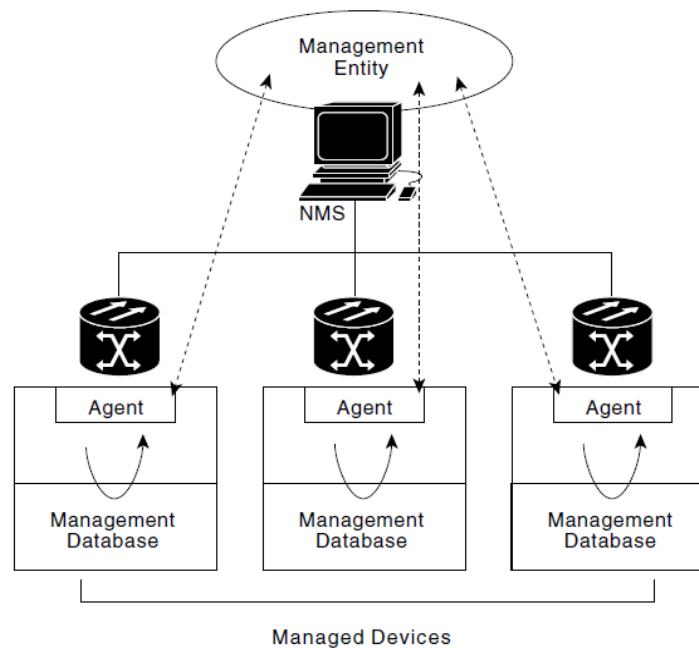 Management
Entity
NMS
Agent
Agent
Agent
Management
Database
Management
Database
Management
Database
Managed Devices